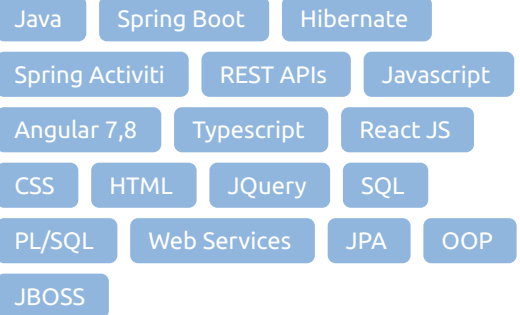 Java Spring Boot Hibernate
Spring Activiti REST APIs Javascript
Angular 7,8 Typescript React JS
CSS HTML JQuery SQL
PL/SQL Web Services JPA OOP
JBOSS